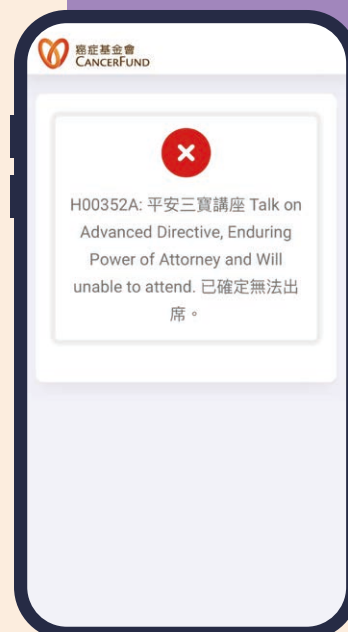 癌症基金會
CANCERFUND
H00352A: 平安三寶講座 Talk on
Advanced Directive, Enduring
Power of Attorney and Will
unable to attend. 已確定無法出
席。